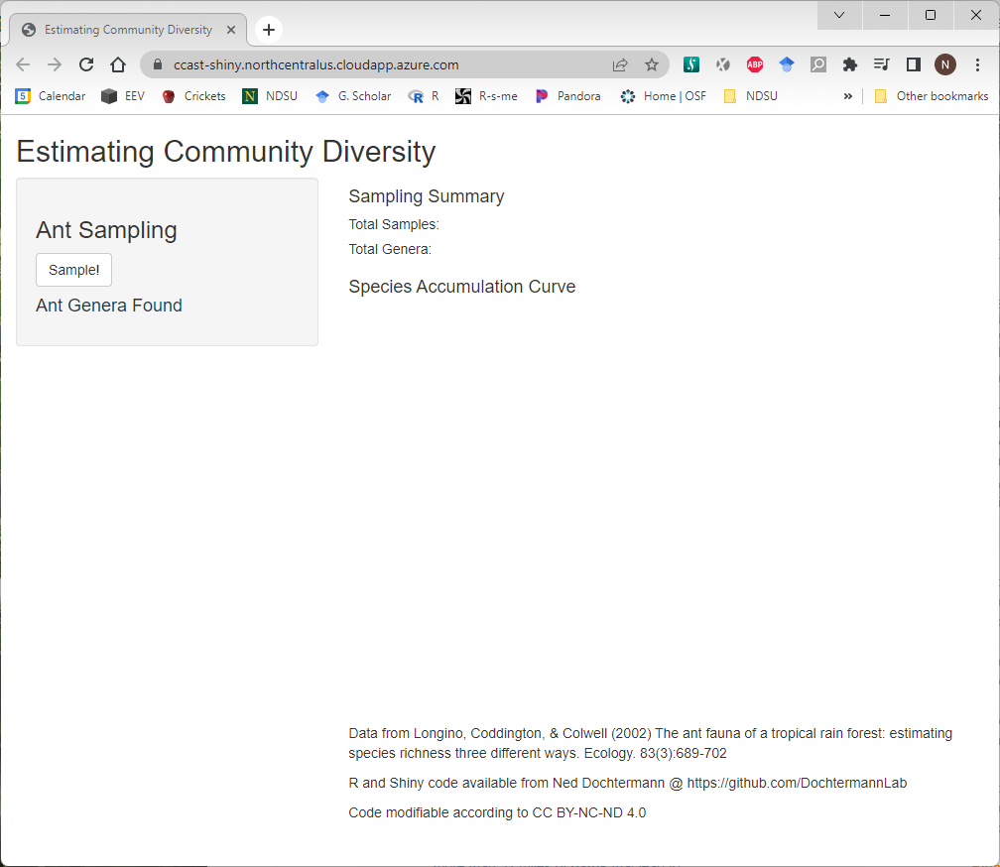 Estimating Community Diversity
ccast-shiny.northcentralus.cloudapp.azure.com
ABP
N
5 Calendar
EEV
Crickets
N NDSU
G. Scholar
R R
R-s-me
Pandora
Home | OSF
NDSU
»
Other bookmarks
Estimating Community Diversity
Ant Sampling
Sample!
Ant Genera Found
Sampling Summary
Total Samples:
Total Genera:
Species Accumulation Curve
Data from Longino, Coddington, & Colwell (2002) The ant fauna of a tropical rain forest: estimating
species richness three different ways. Ecology. 83(3):689-702
R and Shiny code available from Ned Dochtermann @ https://github.com/DochtermannLab
Code modifiable according to CC BY-NC-ND 4.0